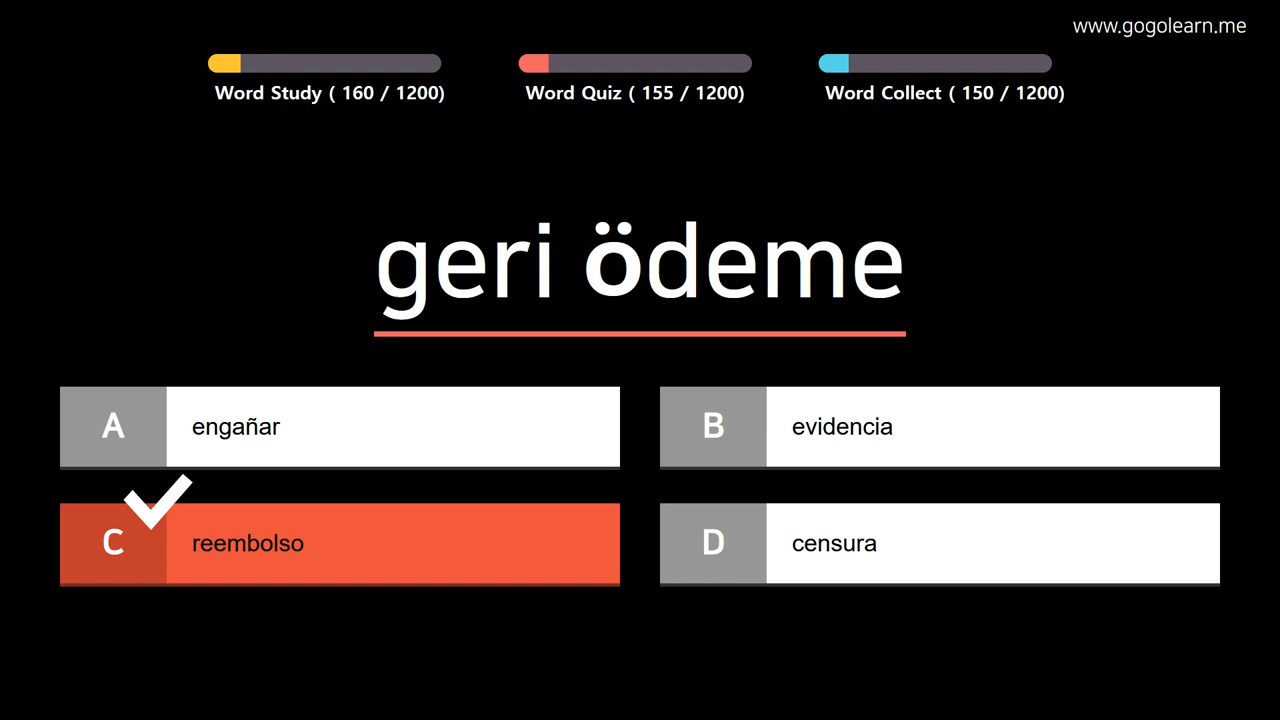 www.gogolearn.me
Word Study ( 160 / 1200)
Word Quiz ( 155 / 1200)
Word Collect ( 150 / 1200)
geri ödeme
A
engañar
B
evidencia
C
reembolso
D
censura